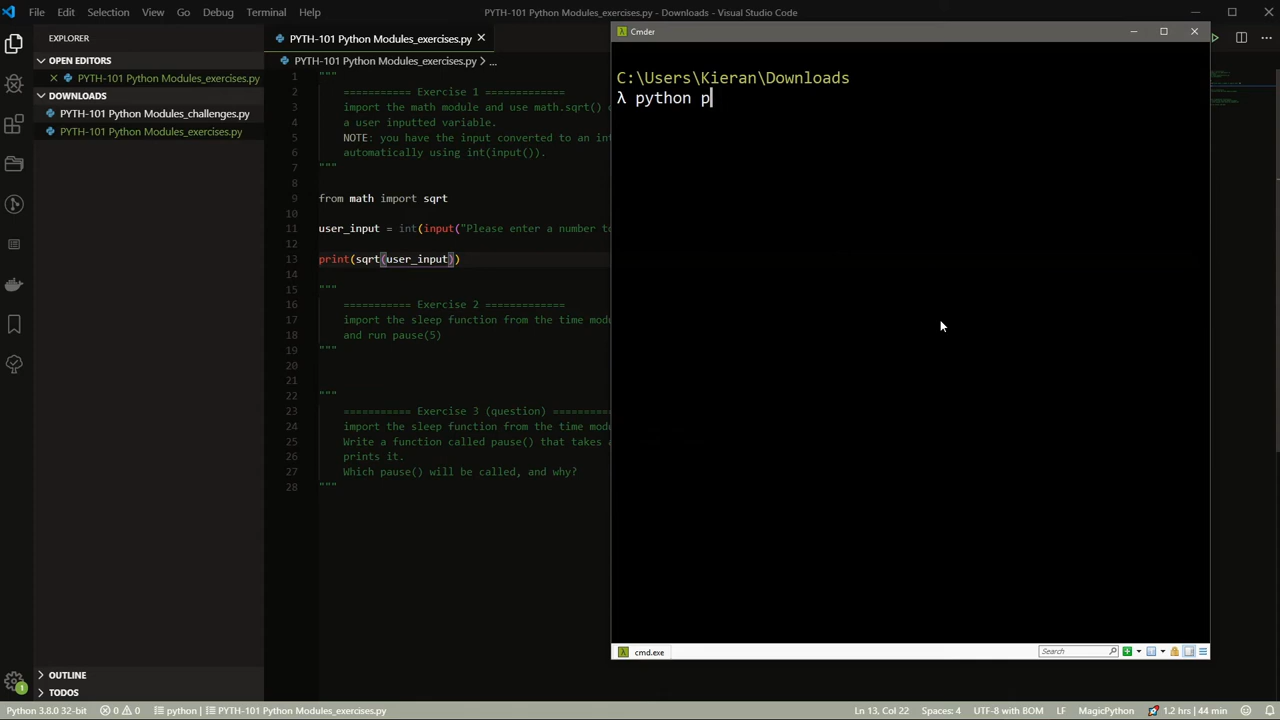 File Edit Selection View Go Debug Terminal Help
PYTH-101 Python Modules_exercises.py - Downloads - Visual Studio Code
EXPLORER
OPEN EDITORS
PYTH-101 Python Modules_exercises.py
DOWNLOADS
PYTH-101 Python Modules_challenges.py
PYTH-101 Python Modules_exercises.py
OUTLINE
TODOS
PYTH-101 Python Modules_exercises.py
PYTH-101 Python Modules_exercises.py > ...
1 """
2 =========== Exercise 1 =============
3 import the math module and use math.sqrt()
4 a user inputted variable.
5 NOTE: you have the input converted to an int
6 automatically using int(input()).
7 """
8
9 from math import sqrt
10
11 user_input = int(input("Please enter a number to
12
13 print(sqrt(user_input))
14
15 """
16 =========== Exercise 2 =============
17 import the sleep function from the time modu
18 and run pause(5)
19 """
20
21
22 """
23 =========== Exercise 3 (question) =========
24 import the sleep function from the time modu
25 Write a function called pause() that takes a
26 prints it.
27 Which pause() will be called, and why?
28 """
Cmder
C:\Users\Kieran\Downloads
λ python p
cmd.exe
Search
1
Python 3.8.0 32-bit 0 0 python | PYTH-101 Python Modules_exercises.py
Ln 13, Col 22 Spaces: 4 UTF-8 with BOM LF MagicPython 1.2 hrs | 44 min